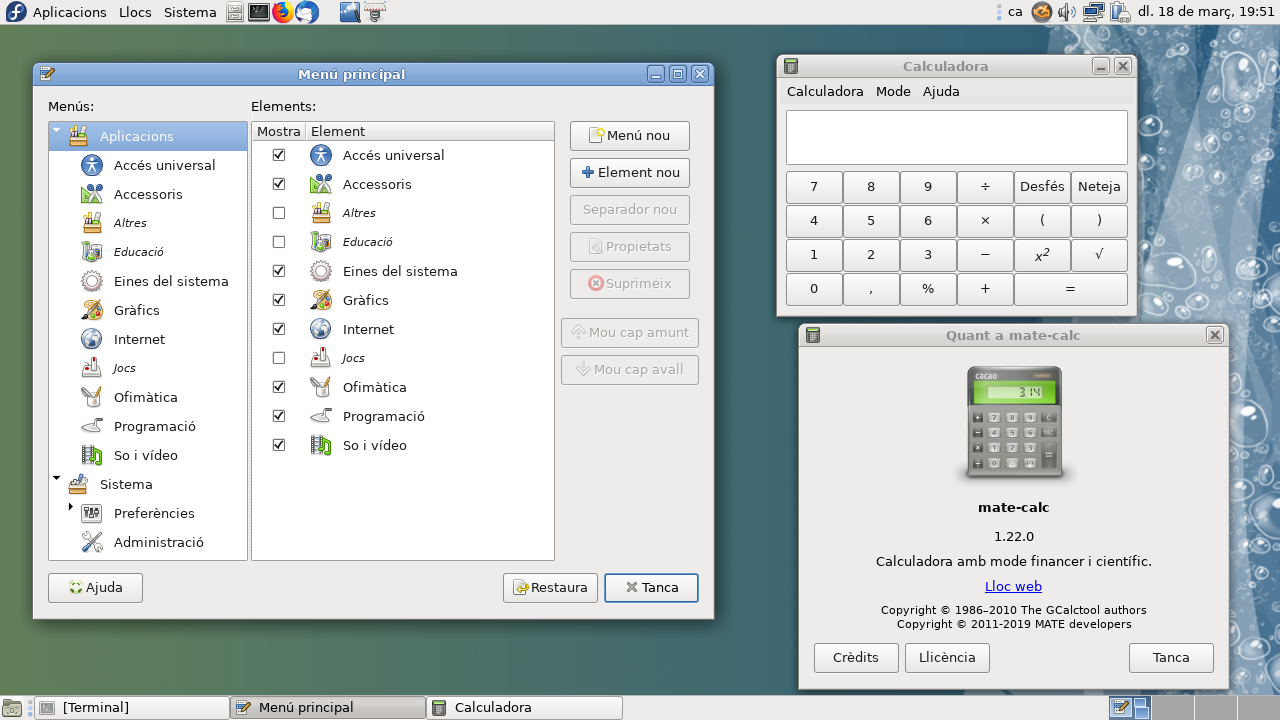 Aplicacions Llocs Sistema
ca dl. 18 de març, 19:51
Menú principal
Menús:
Aplicacions
Accés universal
Accessoris
Altres
Educació
Eines del sistema
Gràfics
Internet
Jocs
Ofimàtica
Programació
So i vídeo
Sistema
Preferències
Administració
Elements:
Mostra Element
Accés universal
Accessoris
Altres
Educació
Eines del sistema
Gràfics
Internet
Jocs
Ofimàtica
Programació
So i vídeo
Menú nou
Element nou
Separador nou
Propietats
Suprimeix
Mou cap amunt
Mou cap avall
Ajuda
Restaura
Tanca
Calculadora
Calculadora Mode Ajuda
7 8 9 ÷ Desfés Neteja
4 5 6 × ( )
1 2 3 − x² √
0 , % + =
Quant a mate-calc
cacao
3.14
mate-calc
1.22.0
Calculadora amb mode financer i científic.
Lloc web
Copyright © 1986–2010 The GCalctool authors
Copyright © 2011-2019 MATE developers
Crèdits Llicència Tanca
[Terminal] Menú principal Calculadora